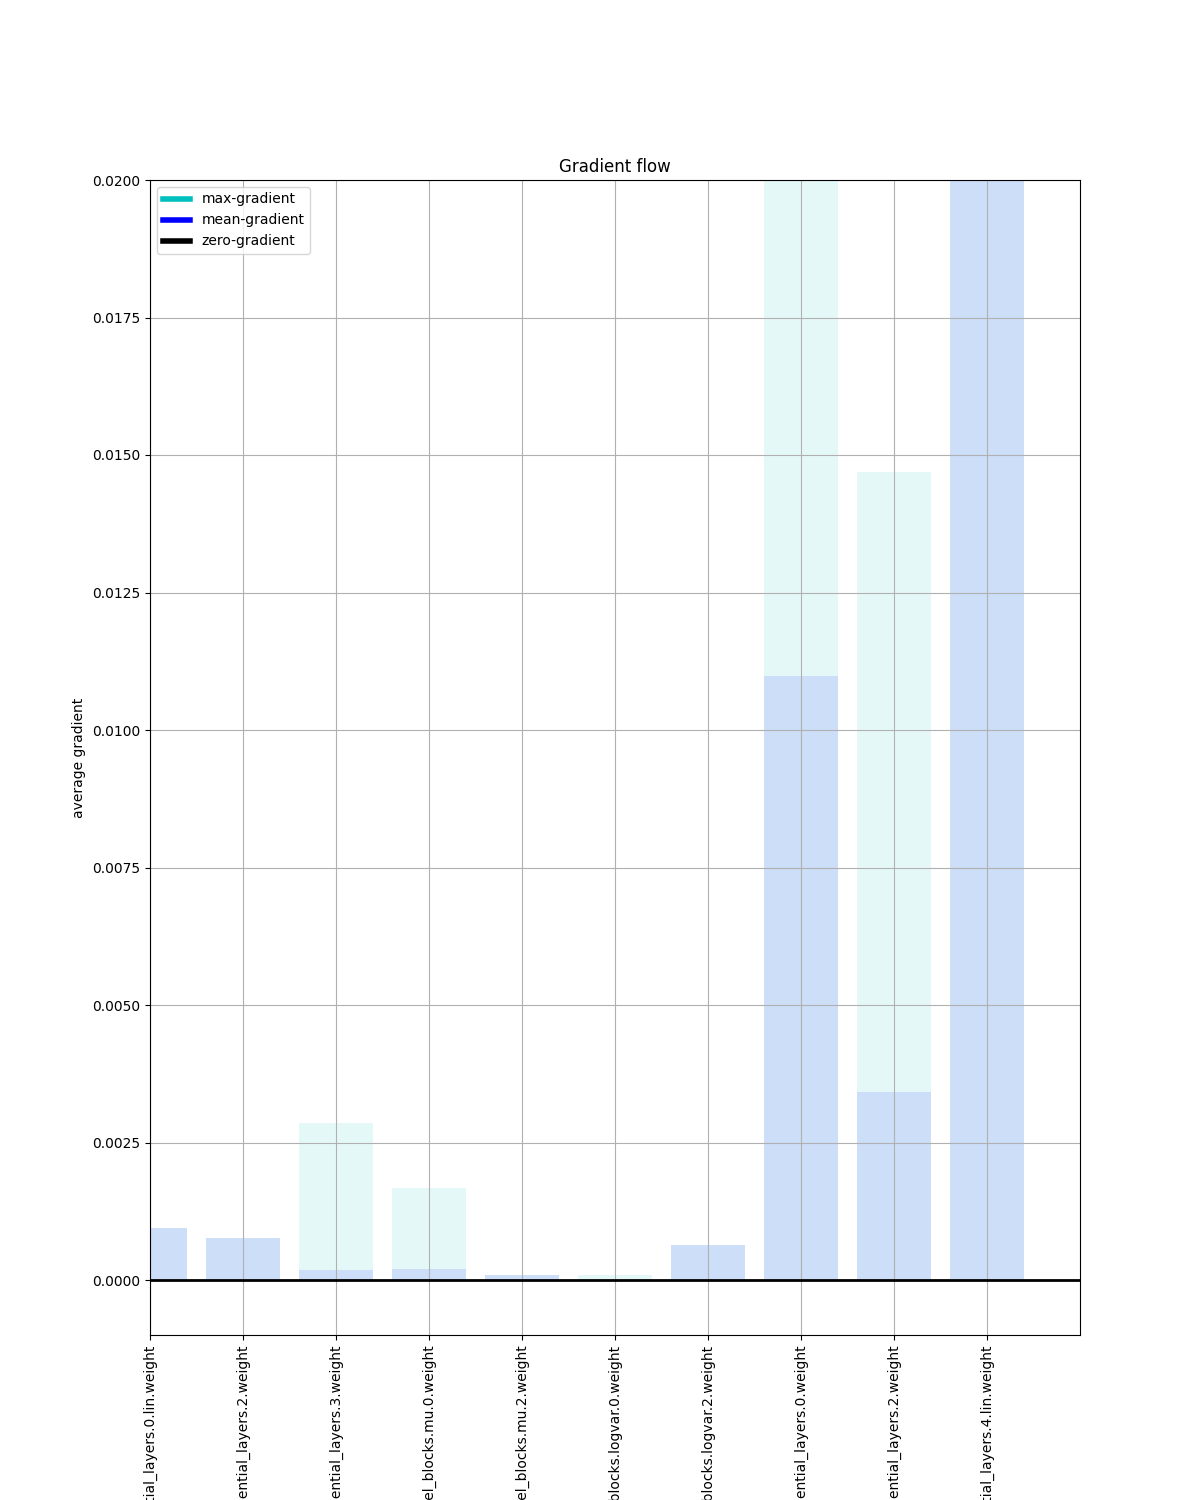 Gradient flow
max-gradient
mean-gradient
zero-gradient
0.0200
0.0175
0.0150
0.0125
0.0100
0.0075
0.0050
0.0025
0.0000
average gradient
tial_layers.0.lin.weight
ential_layers.2.weight
ential_layers.3.weight
el_blocks.mu.0.weight
el_blocks.mu.2.weight
blocks.logvar.0.weight
blocks.logvar.2.weight
ential_layers.0.weight
ential_layers.2.weight
tial_layers.4.lin.weight